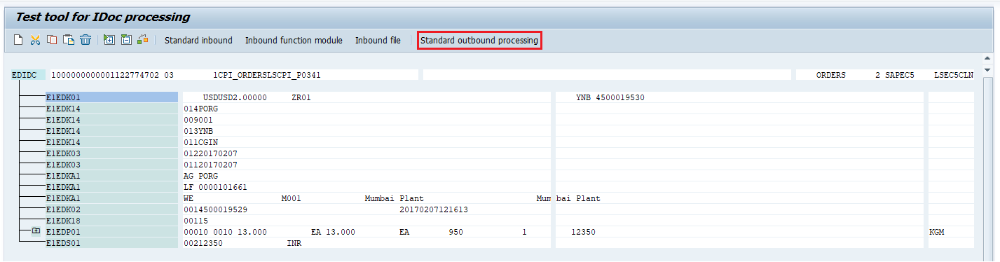 Test tool for IDoc processing
Standard inbound Inbound function module Inbound file Standard outbound processing
EDIDC 1000000000001122774702 03 1CPI_ORDERSLSCPI_P0341 ORDERS 2 SAPEC5 LSEC5CLN
E1EDK01 USDUSD2.00000 ZR01 YNB 4500019530
E1EDK14 014PORG
E1EDK14 009001
E1EDK14 013YNB
E1EDK14 011CGIN
E1EDK03 01220170207
E1EDK03 01120170207
E1EDKA1 AG PORG
E1EDKA1 LF 0000101661
E1EDKA1 WE M001 Mumbai Plant Mumbai Plant
E1EDK02 0014500019529 20170207121613
E1EDK18 00115
E1EDP01 00010 0010 13.000 EA 13.000 EA 950 1 12350 KGM
E1EDS01 00212350 INR